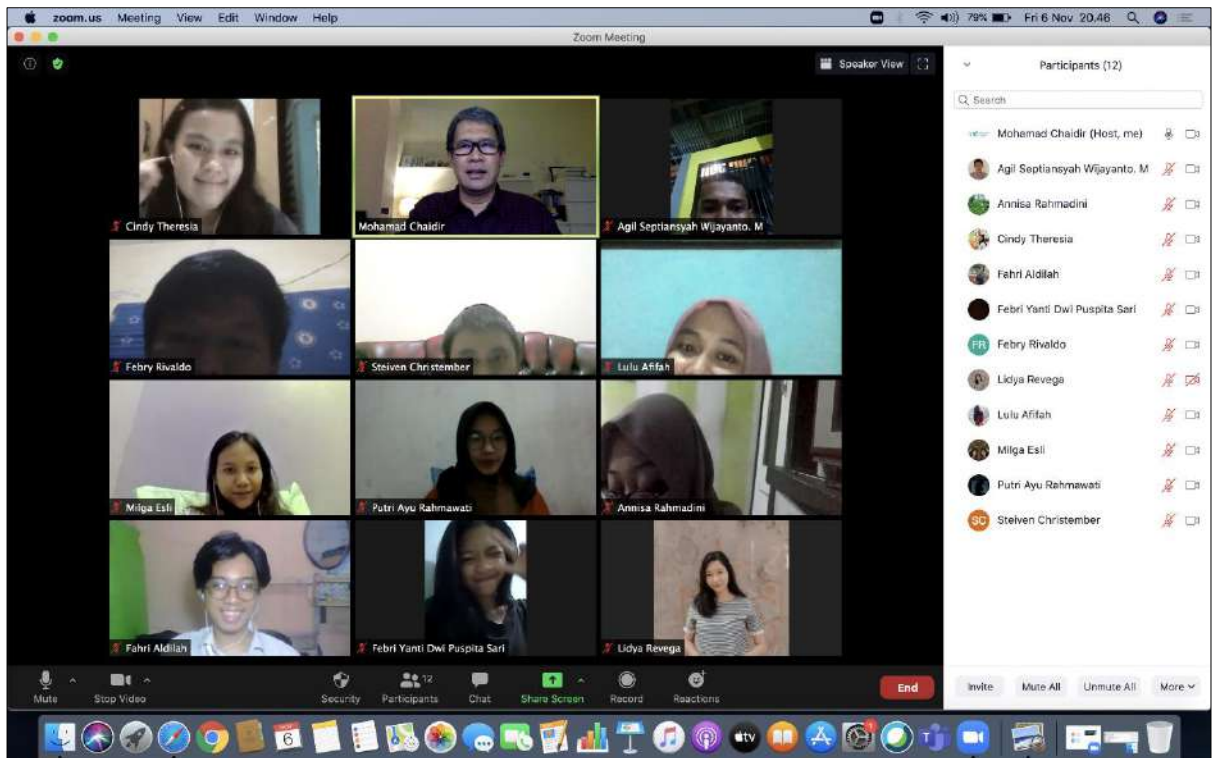 zoom.us Meeting View Edit Window Help
79% Fri 6 Nov 20.46
Zoom Meeting
Speaker View
Cindy Theresia
Mohamad Chaidir
Agil Septiansyah Wijayanto. M
Febry Rivaldo
Steiven Christember
Lulu Afifah
Milga Esli
Putri Ayu Rahmawati
Annisa Rahmadini
Fahri Aldilah
Febri Yanti Dwi Puspita Sari
Lidya Revega
Mute
Stop Video
Security
Participants
12
Chat
Share Screen
Record
Reactions
End
Participants (12)
Search
Mohamad Chaidir (Host, me)
Agil Septiansyah Wijayanto. M
Annisa Rahmadini
Cindy Theresia
Fahri Aldilah
Febri Yanti Dwi Puspita Sari
FR Febry Rivaldo
Lidya Revega
Lulu Afifah
Milga Esli
Putri Ayu Rahmawati
SC Steiven Christember
Invite Mute All Unmute All More
6
tv